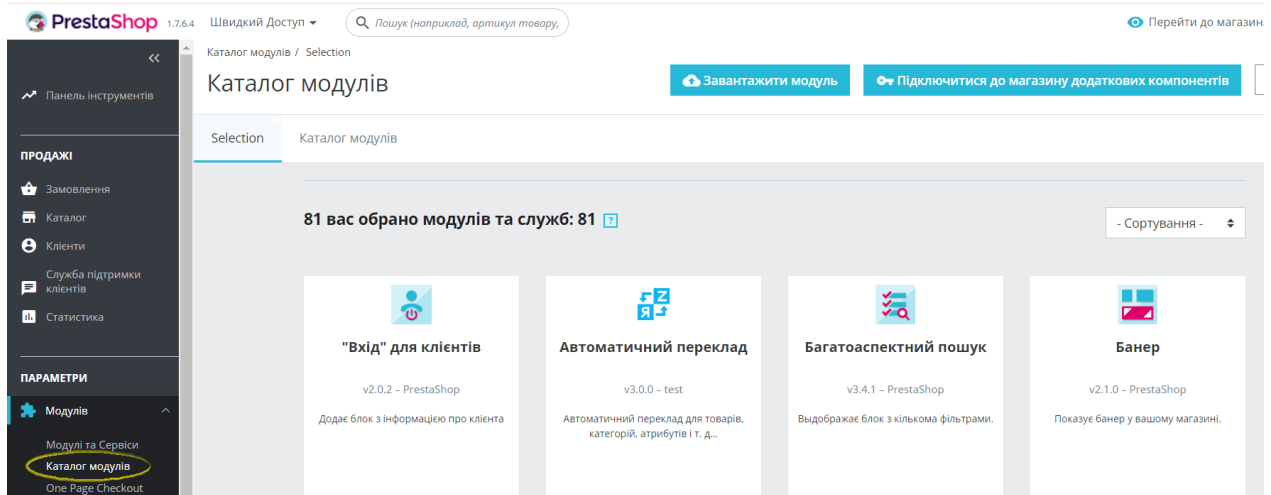 PrestaShop 1.7.6.4
Швидкий Доступ
Пошук (наприклад, артикул товару,
Перейти до магазин
Каталог модулів / Selection
Каталог модулів
Завантажити модуль
Підключитися до магазину додаткових компонентів
Selection
Каталог модулів
Панель інструментів
ПРОДАЖІ
Замовлення
Каталог
Клієнти
Служба підтримки
клієнтів
Статистика
ПАРАМЕТРИ
Модулів
Модулі та Сервіси
Каталог модулів
One Page Checkout
81 вас обрано модулів та служб: 81 ?
- Сортування -
"Вхід" для клієнтів
v2.0.2 – PrestaShop
Додає блок з інформацією про клієнта
Автоматичний переклад
v3.0.0 – test
Автоматичний переклад для товарів,
категорій, атрибутів і т. д...
Багатоаспектний пошук
v3.4.1 – PrestaShop
Выдображає блок з кількома фільтрами.
Банер
v2.1.0 – PrestaShop
Показує банер у вашому магазині.